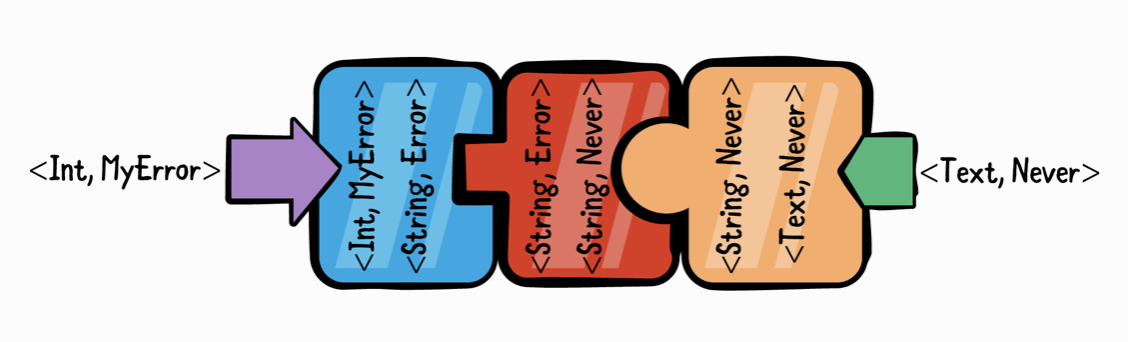 <Int, MyError>
<Int, MyError>
<String, Error>
<String, Error>
<String, Never>
<String, Never>
<Text, Never>
<Text, Never>